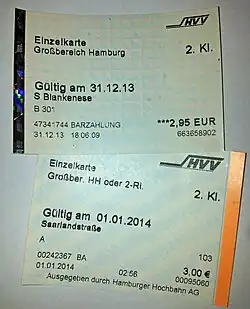 HVV
Einzelkarte
Großbereich Hamburg 2. Kl.
Gültig am 31.12.13
S Blankenese
B 301
47341744 BARZAHLUNG ***2,95 EUR
31.12.13 18:06:09 663658902
HVV
Einzelkarte
Großber. HH oder 2-Ri.
2. Kl.
Gültig am 01.01.2014
Saarlandstraße
A
00242367 BA 103
01.01.2014 02:56 3,00 €
00095060
Ausgegeben durch Hamburger Hochbahn AG